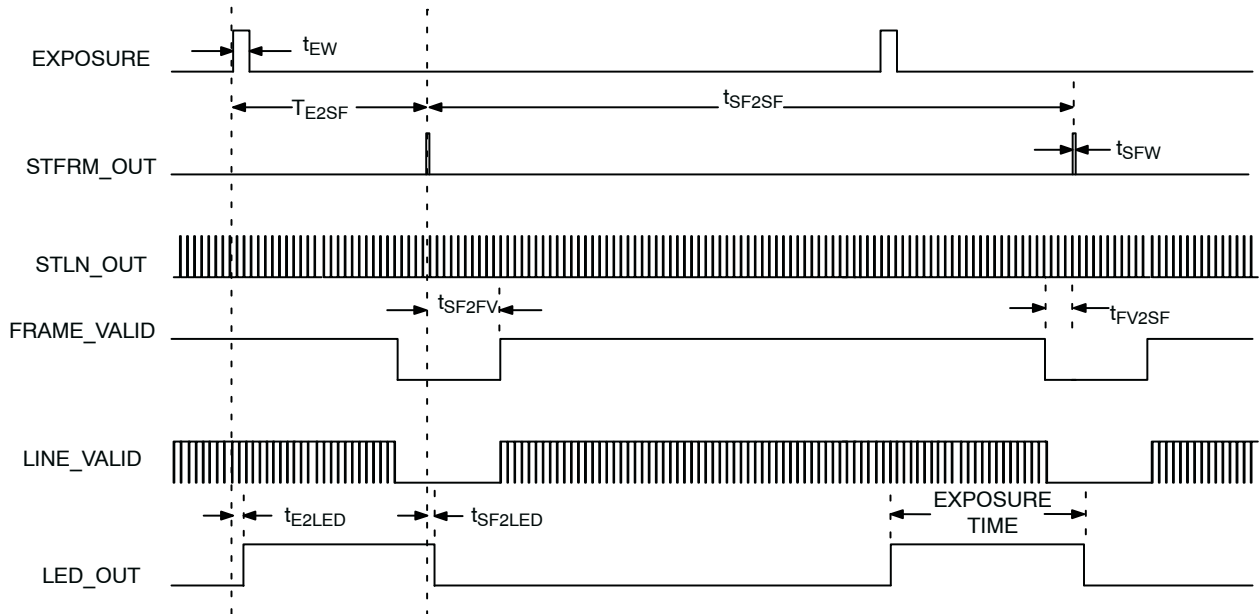 EXPOSURE
tEW
TE2SF
tSF2SF
STFRM_OUT
tSFW
STLN_OUT
tSF2FV
FRAME_VALID
tFV2SF
LINE_VALID
tE2LED
tSF2LED
EXPOSURE
TIME
LED_OUT